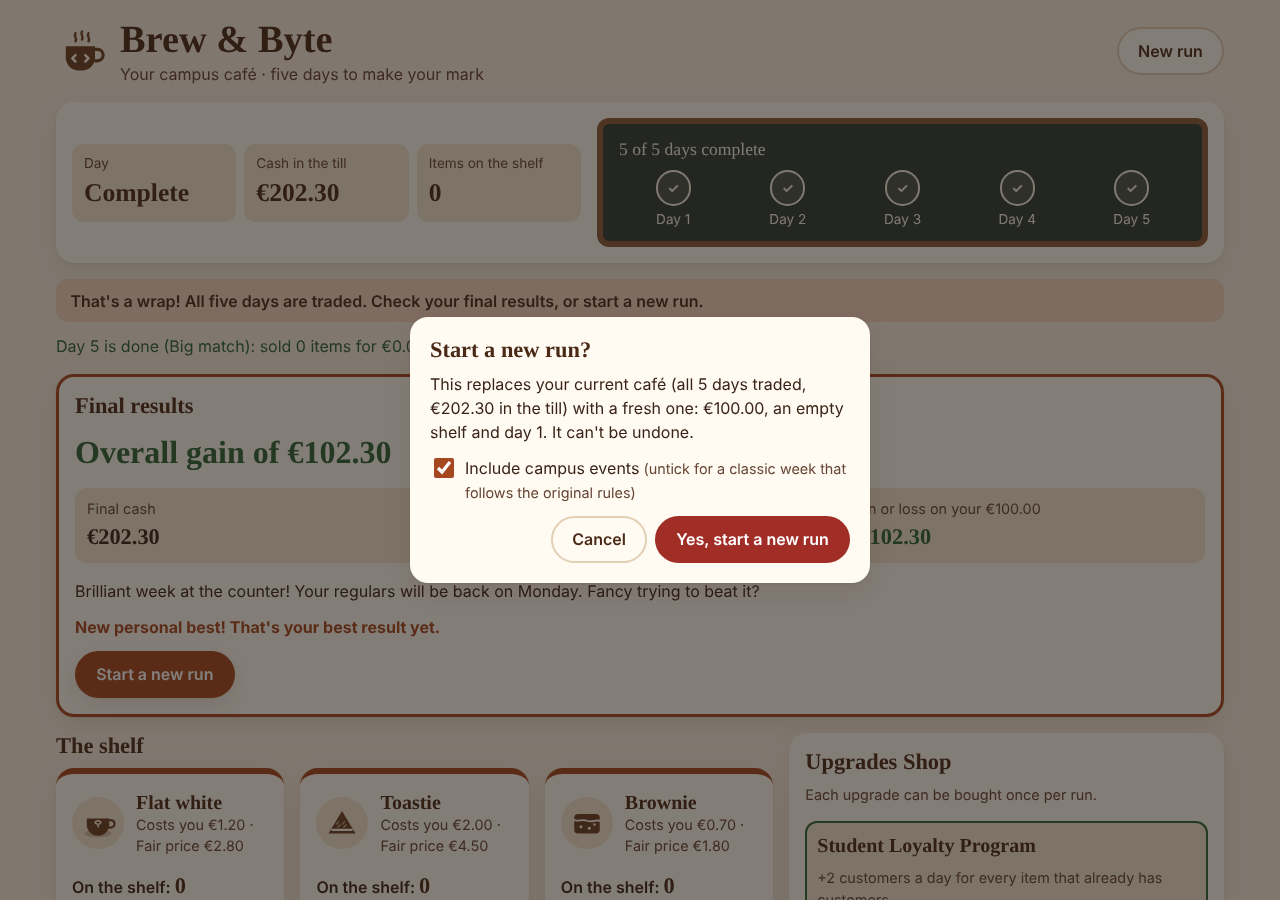 Brew & Byte
Your campus café · five days to make your mark
New run
Day
Complete
Cash in the till
€202.30
Items on the shelf
0
5 of 5 days complete
Day 1
Day 2
Day 3
Day 4
Day 5
That's a wrap! All five days are traded. Check your final results, or start a new run.
Day 5 is done (Big match): sold 0 items for
Start a new run?
This replaces your current café (all 5 days traded,
€202.30 in the till) with a fresh one: €100.00, an empty
shelf and day 1. It can't be undone.
Include campus events (untick for a classic week that
follows the original rules)
Cancel
Yes, start a new run
Final results
Overall gain of €102.30
Final cash
€202.30
or loss on your €100.00
102.30
Brilliant week at the counter! Your regulars will be back on Monday. Fancy trying to beat it?
New personal best! That's your best result yet.
Start a new run
The shelf
Flat white
Costs you €1.20 ·
Fair price €2.80
On the shelf: 0
Toastie
Costs you €2.00 ·
Fair price €4.50
On the shelf: 0
Brownie
Costs you €0.70 ·
Fair price €1.80
On the shelf: 0
Upgrades Shop
Each upgrade can be bought once per run.
Student Loyalty Program
+2 customers a day for every item that already has
customers.